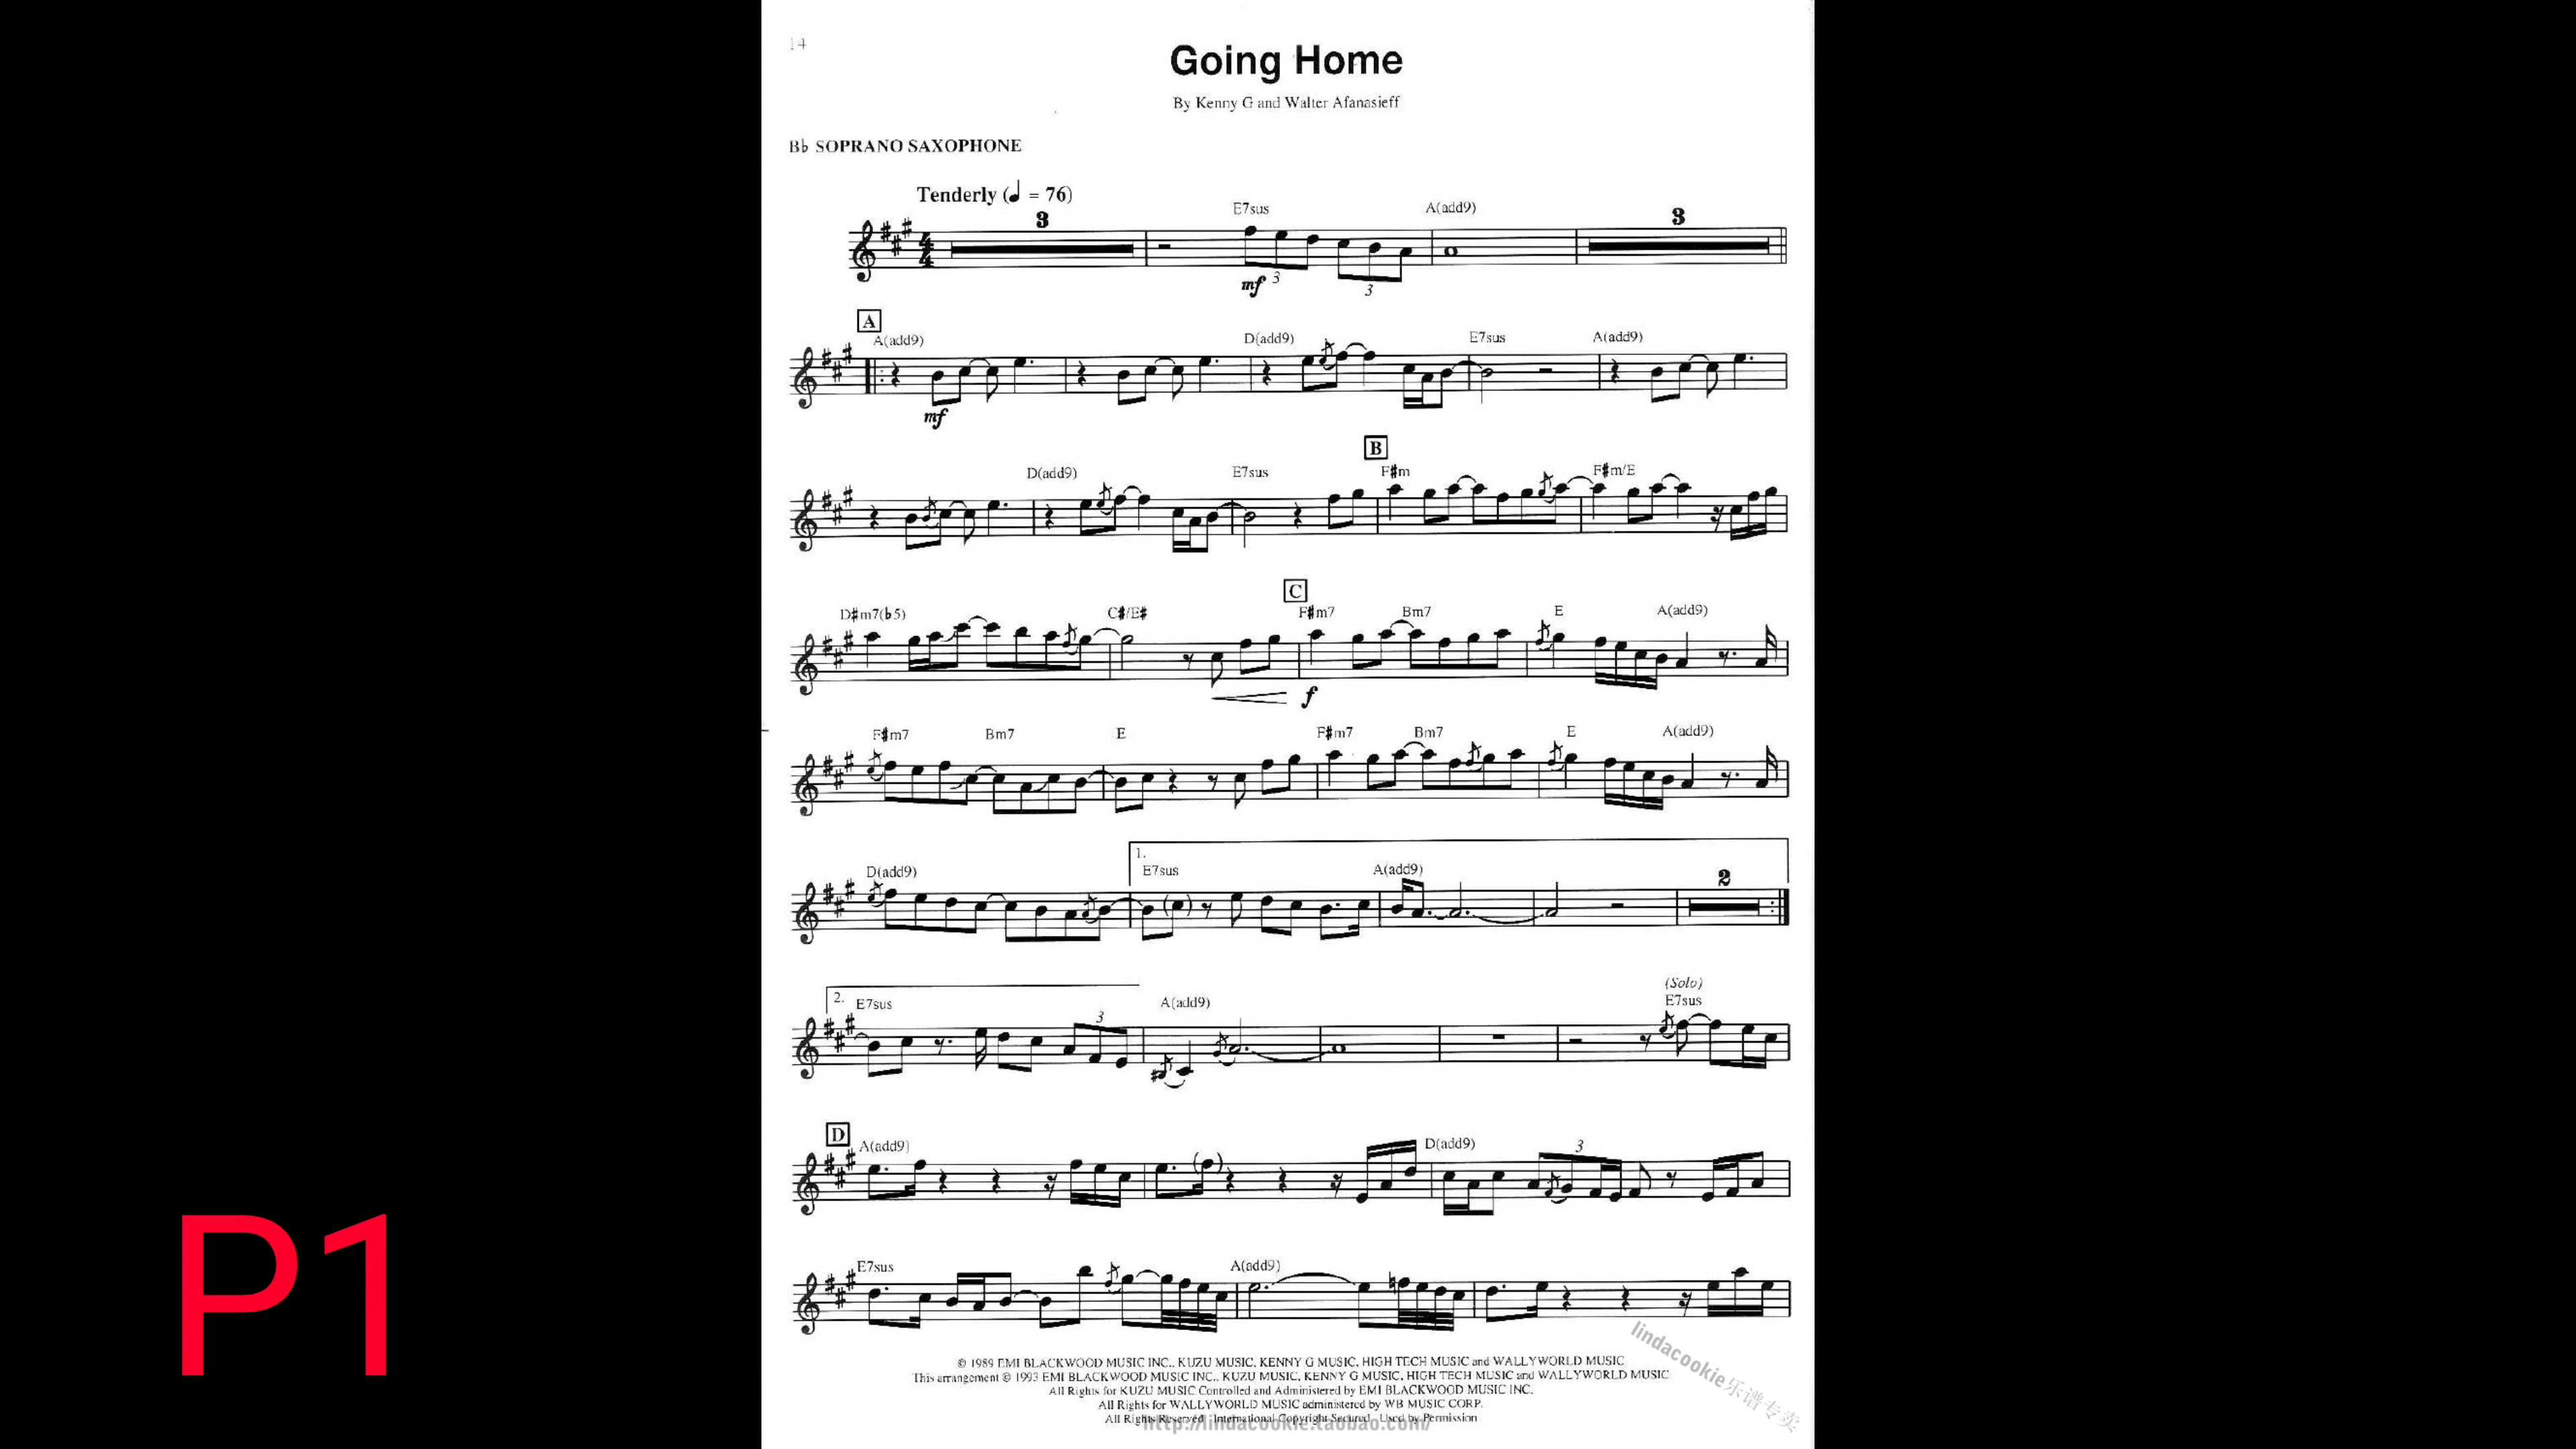 14
Going Home
By Kenny G and Walter Afanasieff
B♭ SOPRANO SAXOPHONE
Tenderly (♩ = 76)
3 E7sus A(add9) 3
mf 3 3
A
A(add9) D(add9) E7sus A(add9)
mf
B
D(add9) E7sus F#m F#m/E
C
D#m7(♭5) C#/E# F#m7 Bm7 E A(add9)
f
F#m7 Bm7 E F#m7 Bm7 E A(add9)
1.
D(add9) E7sus A(add9) 2
(Solo)
2. E7sus 3 A(add9) E7sus
D
A(add9) D(add9) 3
E7sus A(add9)
P1
© 1989 EMI BLACKWOOD MUSIC INC., KUZU MUSIC, KENNY G MUSIC, HIGH TECH MUSIC and WALLYWORLD MUSIC
This arrangement © 1993 EMI BLACKWOOD MUSIC INC., KUZU MUSIC, KENNY G MUSIC, HIGH TECH MUSIC and WALLYWORLD MUSIC
All Rights for KUZU MUSIC Controlled and Administered by EMI BLACKWOOD MUSIC INC.
All Rights for WALLYWORLD MUSIC administered by WB MUSIC CORP.
All Rights Reserved International Copyright Secured Used by Permission
http://lindacookie.taobao.com/
lindacookie乐谱专卖